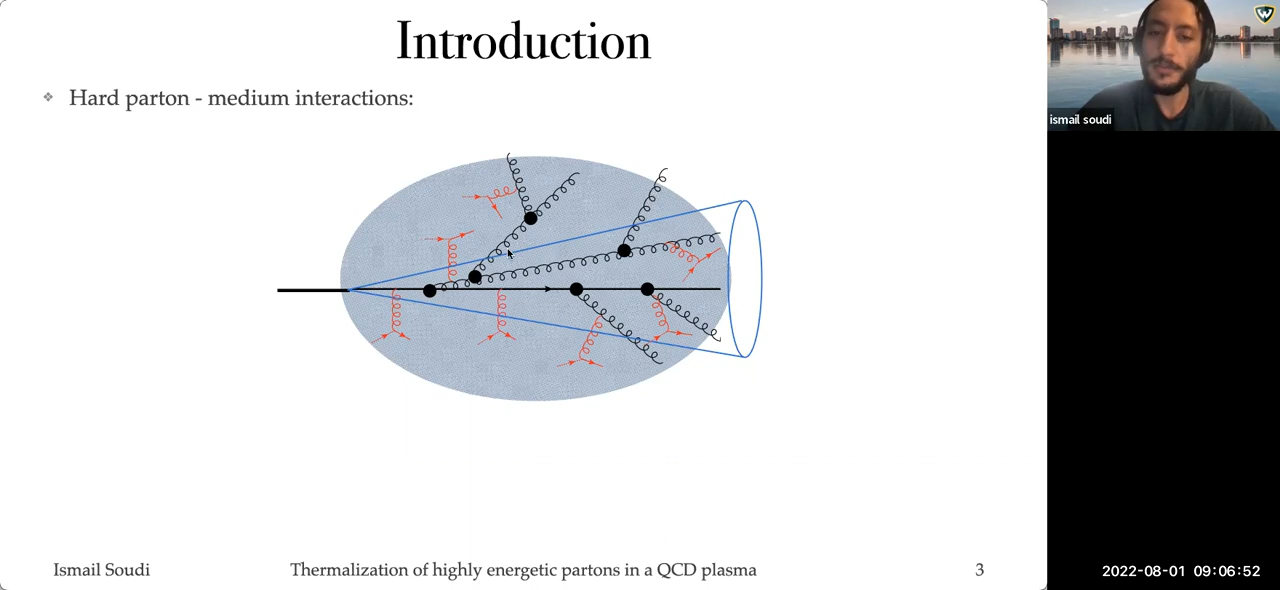 Introduction
❖ Hard parton - medium interactions:
ismail soudi
Ismail Soudi
Thermalization of highly energetic partons in a QCD plasma
3
2022-08-01 09:06:52